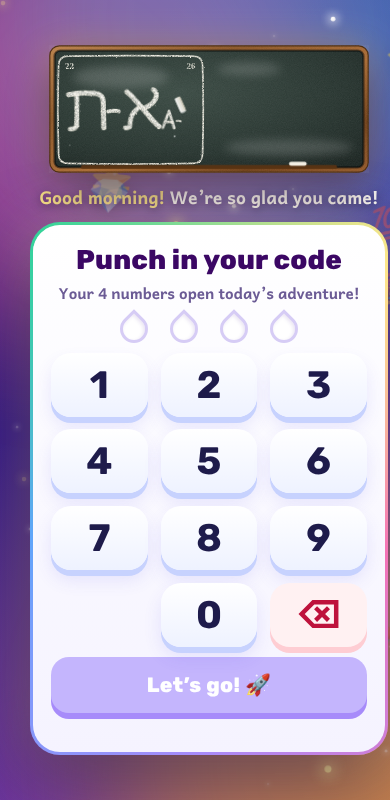 22 26
א-ת A-
Good morning! We're so glad you came!
Punch in your code
Your 4 numbers open today's adventure!
1 2 3
4 5 6
7 8 9
0
Let's go! 🚀